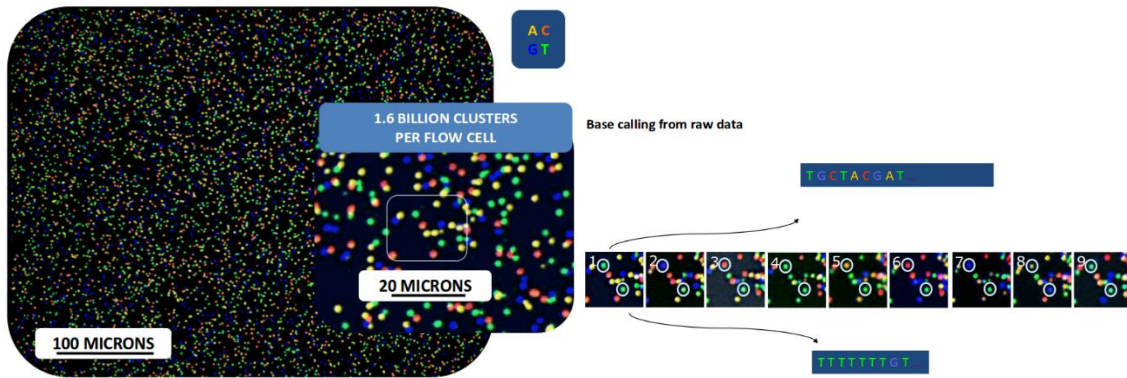 A C
G T
1.6 BILLION CLUSTERS
PER FLOW CELL
20 MICRONS
100 MICRONS
Base calling from raw data
T G C T A C G A T ...
1 2 3 4 5 6 7 8 9
T T T T T T T G T ...